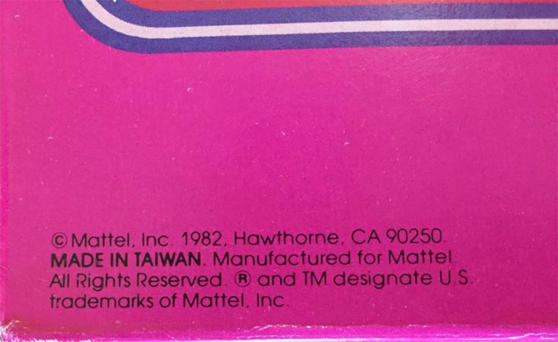 ©Mattel, Inc. 1982, Hawthorne, CA 90250.
MADE IN TAIWAN. Manufactured for Mattel.
All Rights Reserved. ® and TM designate U.S.
trademarks of Mattel, Inc.